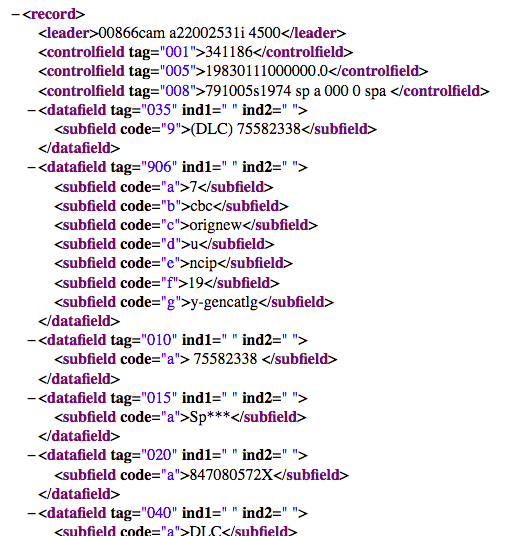 −<record>
<leader>00866cam a22002531i 4500</leader>
<controlfield tag="001">341186</controlfield>
<controlfield tag="005">19830111000000.0</controlfield>
<controlfield tag="008">791005s1974 sp a 000 0 spa </controlfield>
−<datafield tag="035" ind1=" " ind2=" ">
<subfield code="9">(DLC) 75582338</subfield>
</datafield>
−<datafield tag="906" ind1=" " ind2=" ">
<subfield code="a">7</subfield>
<subfield code="b">cbc</subfield>
<subfield code="c">orignew</subfield>
<subfield code="d">u</subfield>
<subfield code="e">ncip</subfield>
<subfield code="f">19</subfield>
<subfield code="g">y-gencatlg</subfield>
</datafield>
−<datafield tag="010" ind1=" " ind2=" ">
<subfield code="a"> 75582338 </subfield>
</datafield>
−<datafield tag="015" ind1=" " ind2=" ">
<subfield code="a">Sp***</subfield>
</datafield>
−<datafield tag="020" ind1=" " ind2=" ">
<subfield code="a">847080572X</subfield>
</datafield>
−<datafield tag="040" ind1=" " ind2=" ">
<subfield code="a">DLC</subfield>